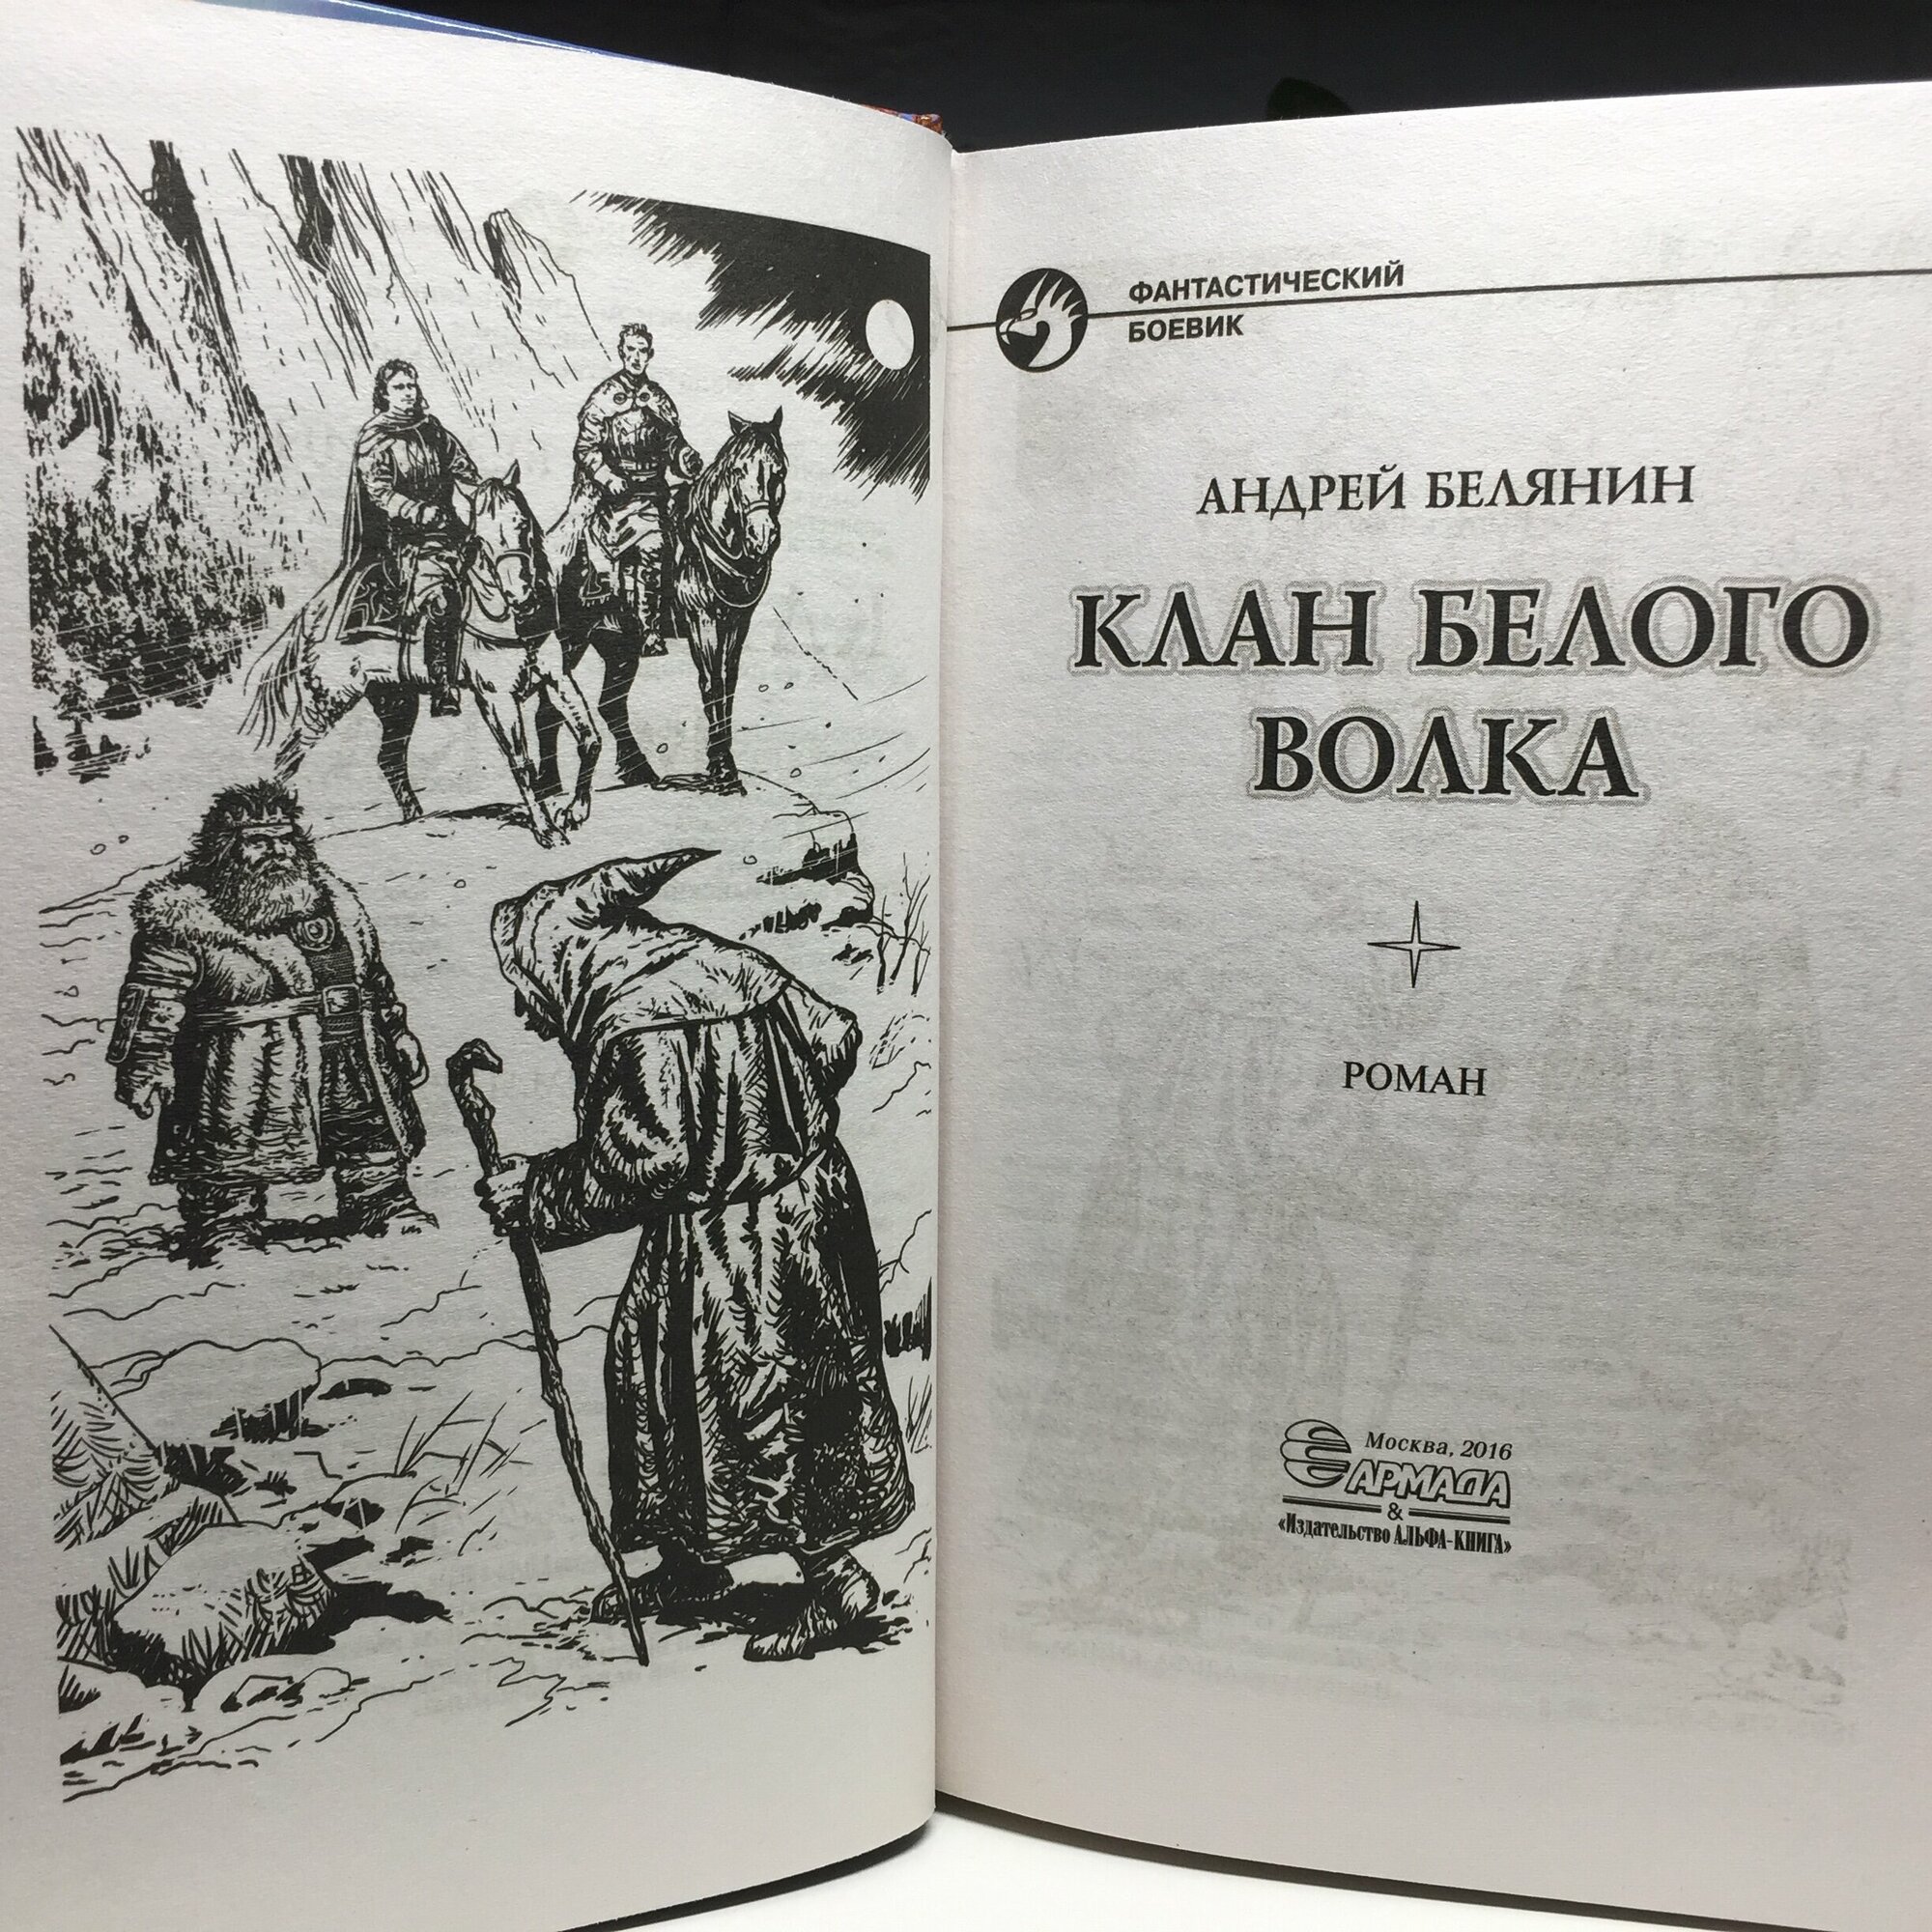 ФАНТАСТИЧЕСКИЙ
БОЕВИК
АНДРЕЙ БЕЛЯНИН
КЛАН БЕЛОГО
ВОЛКА
РОМАН
Москва, 2016
АРМАДА
&
«Издательство АЛЬФА-КНИГА»